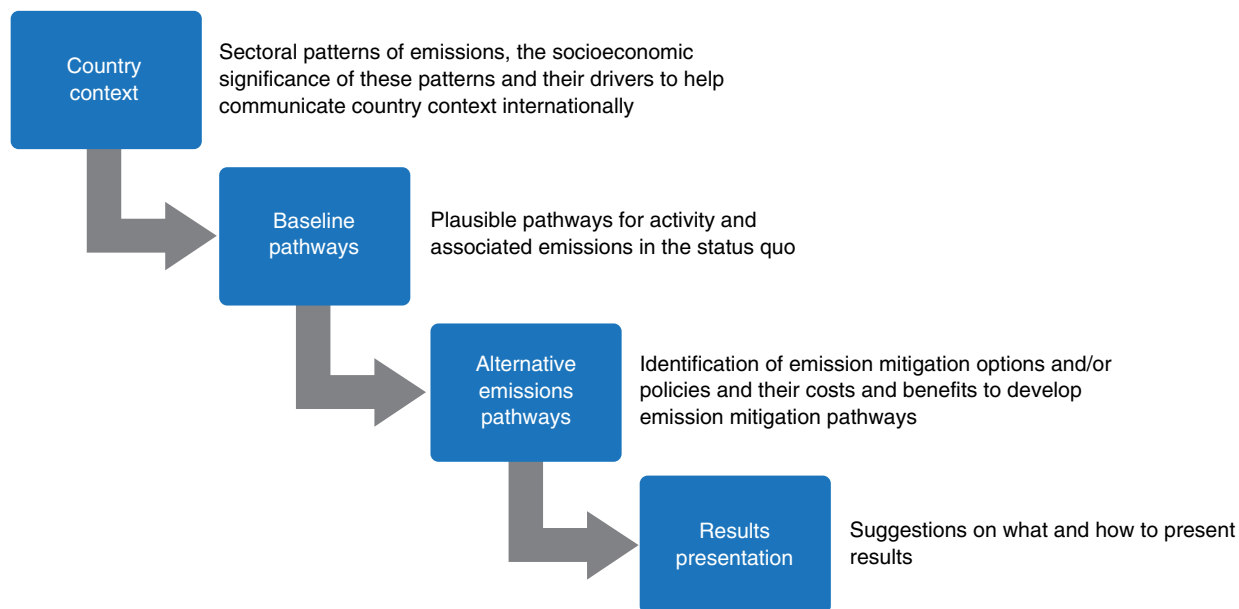 Country
context
Sectoral patterns of emissions, the socioeconomic
significance of these patterns and their drivers to help
communicate country context internationally
Baseline
pathways
Plausible pathways for activity and
associated emissions in the status quo
Alternative
emissions
pathways
Identification of emission mitigation options and/or
policies and their costs and benefits to develop
emission mitigation pathways
Results
presentation
Suggestions on what and how to present
results